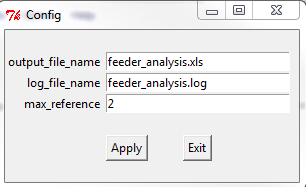 Config
output_file_name feeder_analysis.xls
log_file_name feeder_analysis.log
max_reference 2
Apply Exit